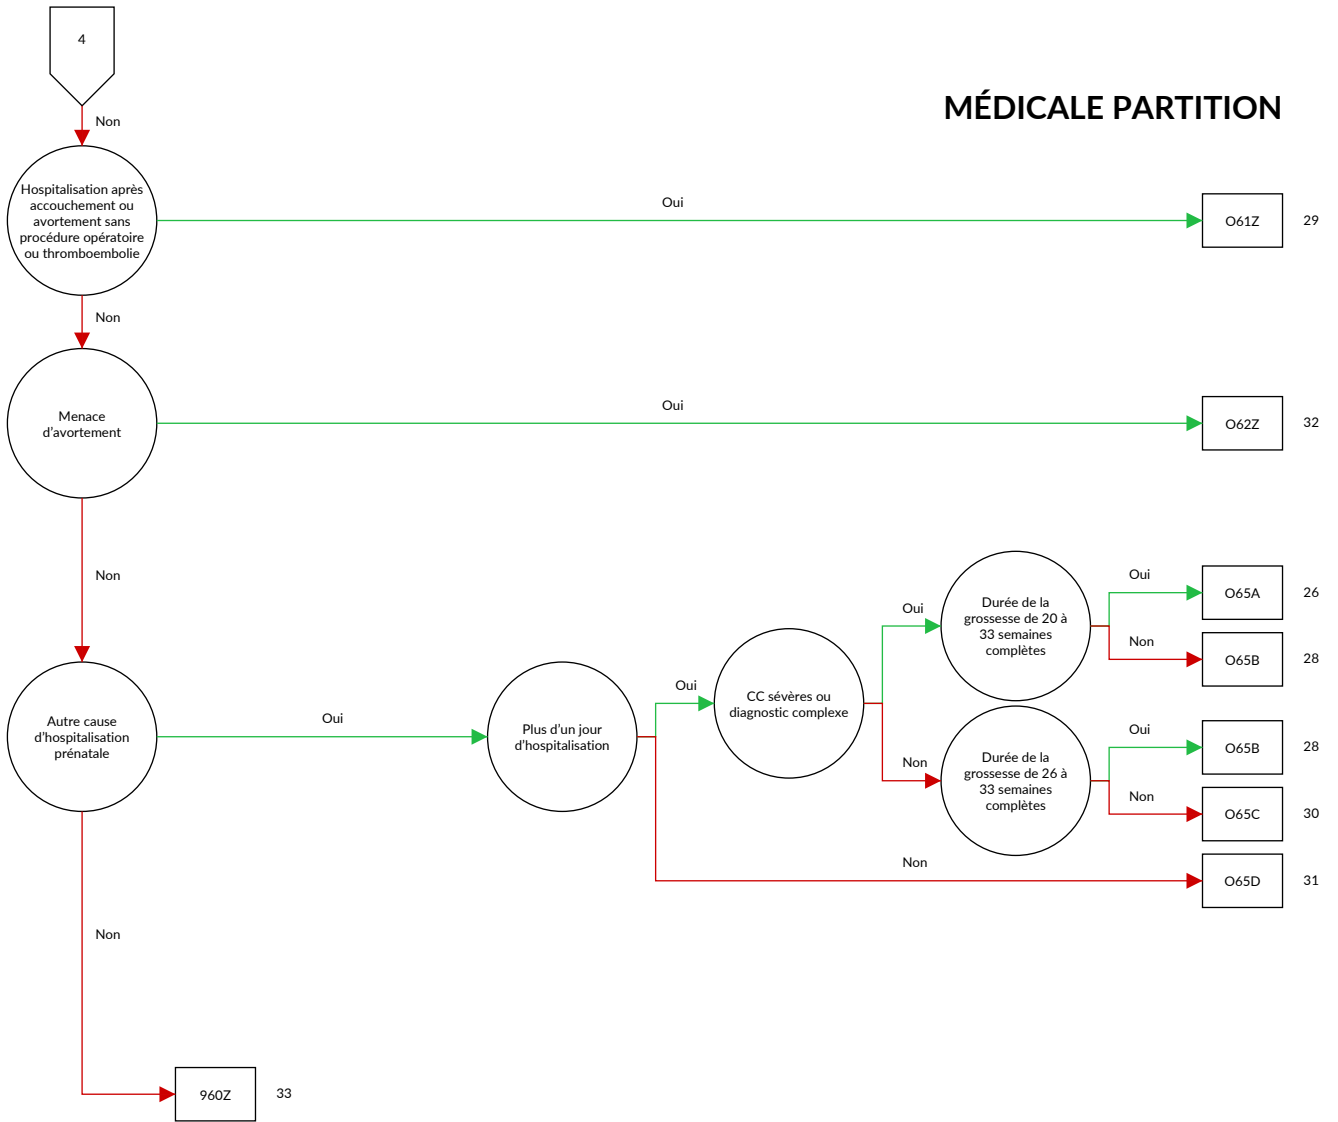 4
MÉDICALE PARTITION
Non
Hospitalisation après
accouchement ou
avortement sans
procédure opératoire
ou thromboembolie
Oui
O61Z
29
Non
Menace
d'avortement
Oui
O62Z
32
Non
Autre cause
d'hospitalisation
prénatale
Oui
Plus d'un jour
d'hospitalisation
Oui
CC sévères ou
diagnostic complexe
Oui
Durée de la
grossesse de 20 à
33 semaines
complètes
Oui
O65A
26
Non
O65B
28
Non
Durée de la
grossesse de 26 à
33 semaines
complètes
Oui
O65B
28
Non
O65C
30
Non
O65D
31
Non
960Z
33